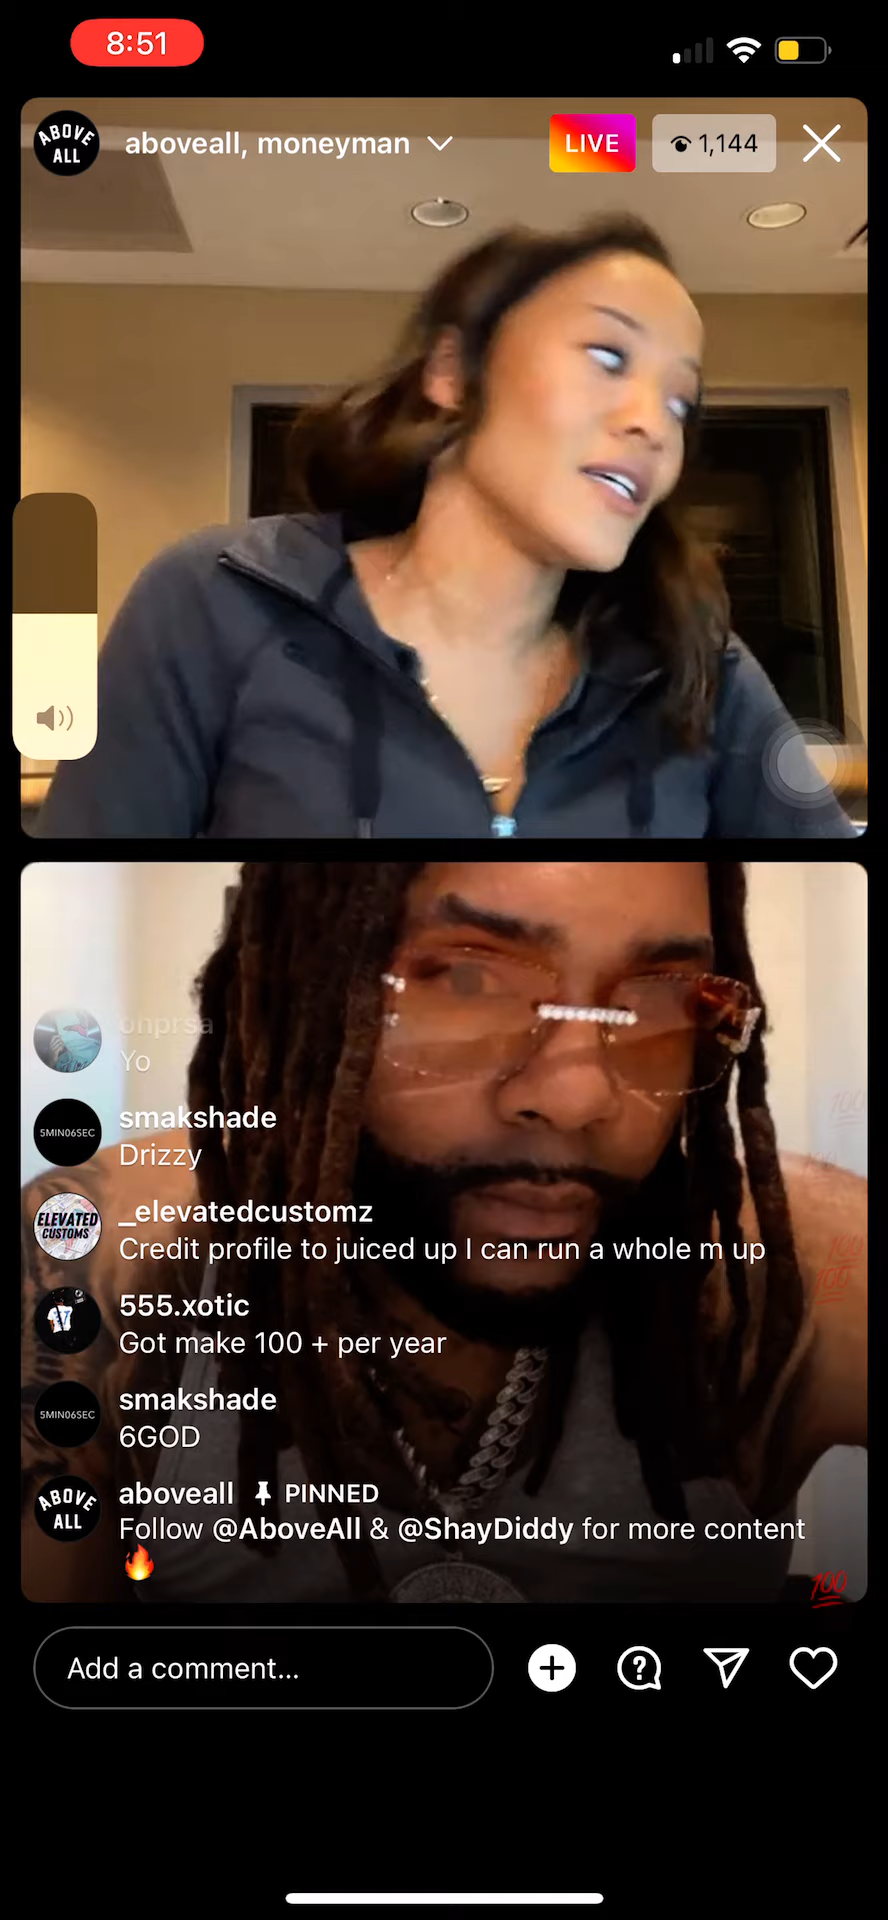 8:51
ABOVE
ALL
aboveall, moneyman
LIVE
1,144
ohprsa
Yo
5MIN06SEC
smakshade
Drizzy
ELEVATED
CUSTOMS
_elevatedcustomz
Credit profile to juiced up I can run a whole m up
555.xotic
Got make 100 + per year
5MIN06SEC
smakshade
6GOD
ABOVE
ALL
aboveall 📌 PINNED
Follow @AboveAll & @ShayDiddy for more content
🔥
💯
Add a comment...